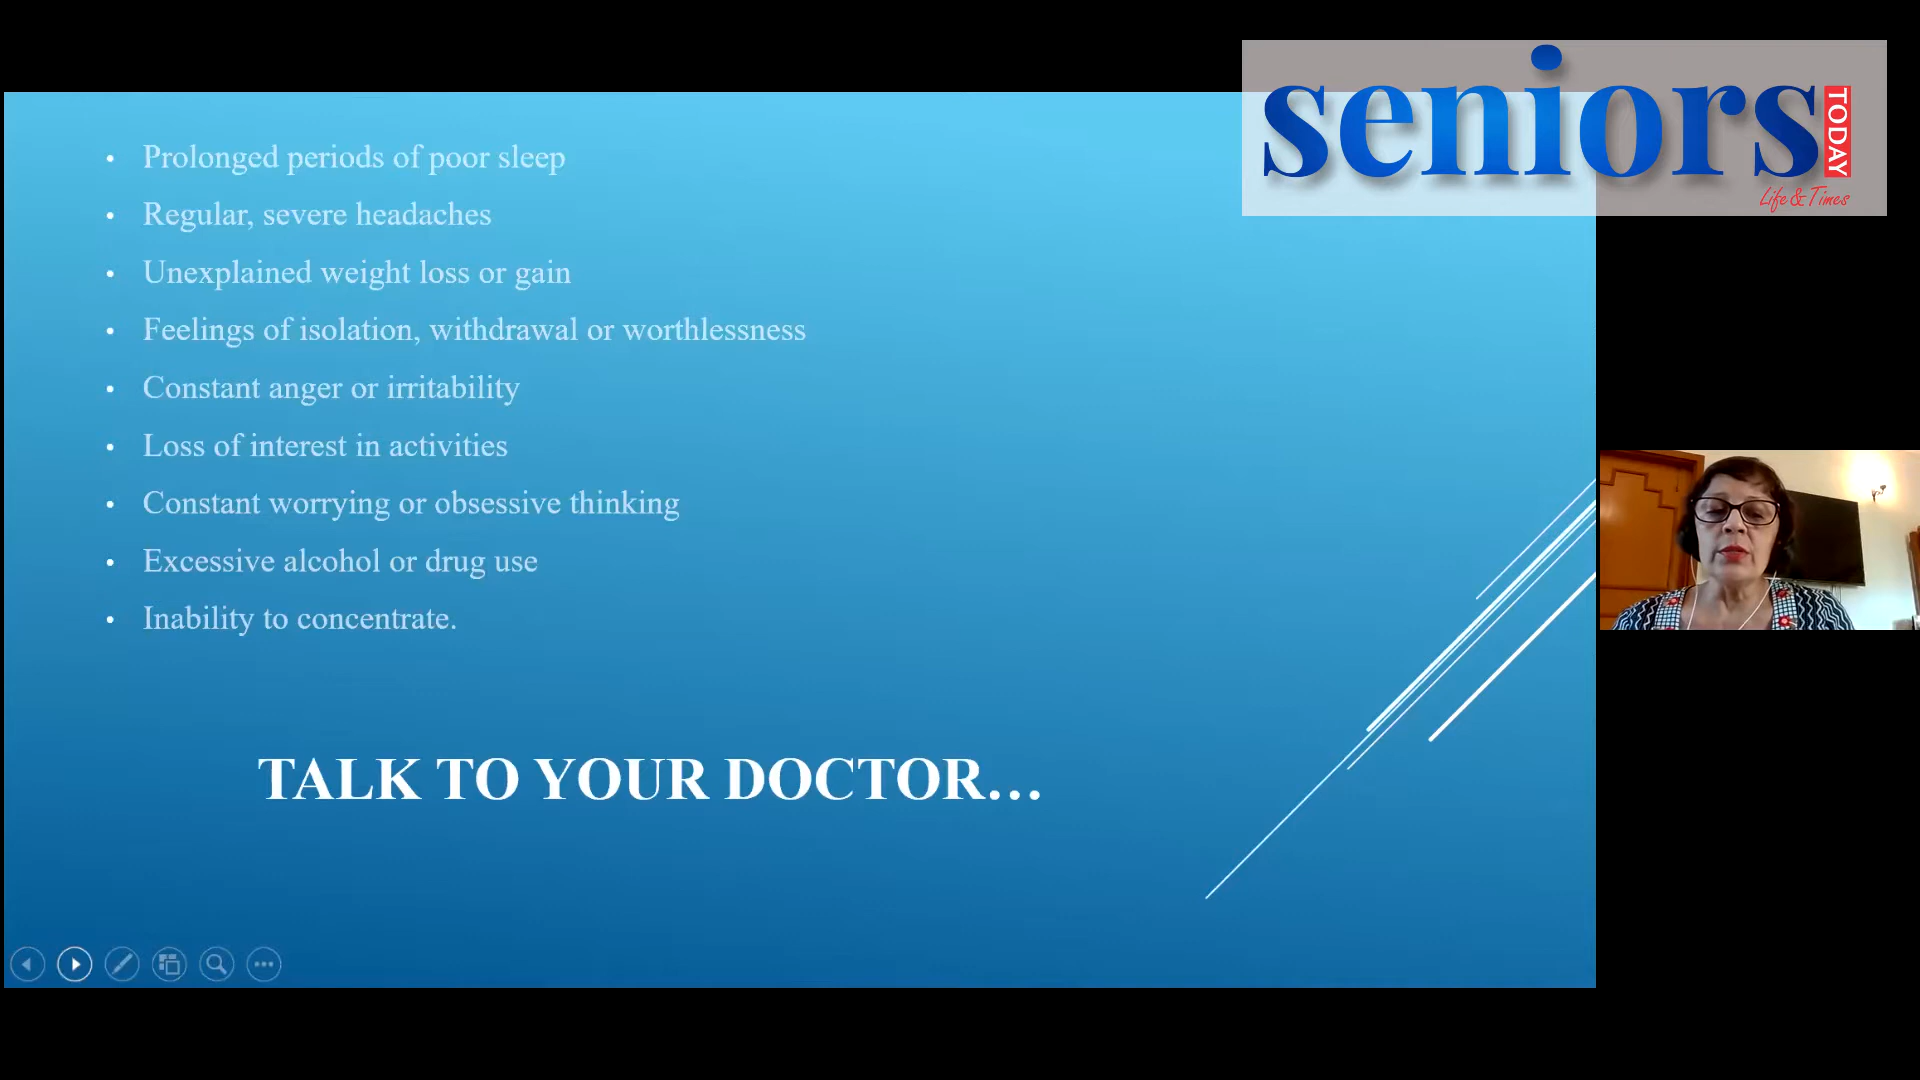 seniors
TODAY
Life & Times
• Prolonged periods of poor sleep
• Regular, severe headaches
• Unexplained weight loss or gain
• Feelings of isolation, withdrawal or worthlessness
• Constant anger or irritability
• Loss of interest in activities
• Constant worrying or obsessive thinking
• Excessive alcohol or drug use
• Inability to concentrate.
TALK TO YOUR DOCTOR…